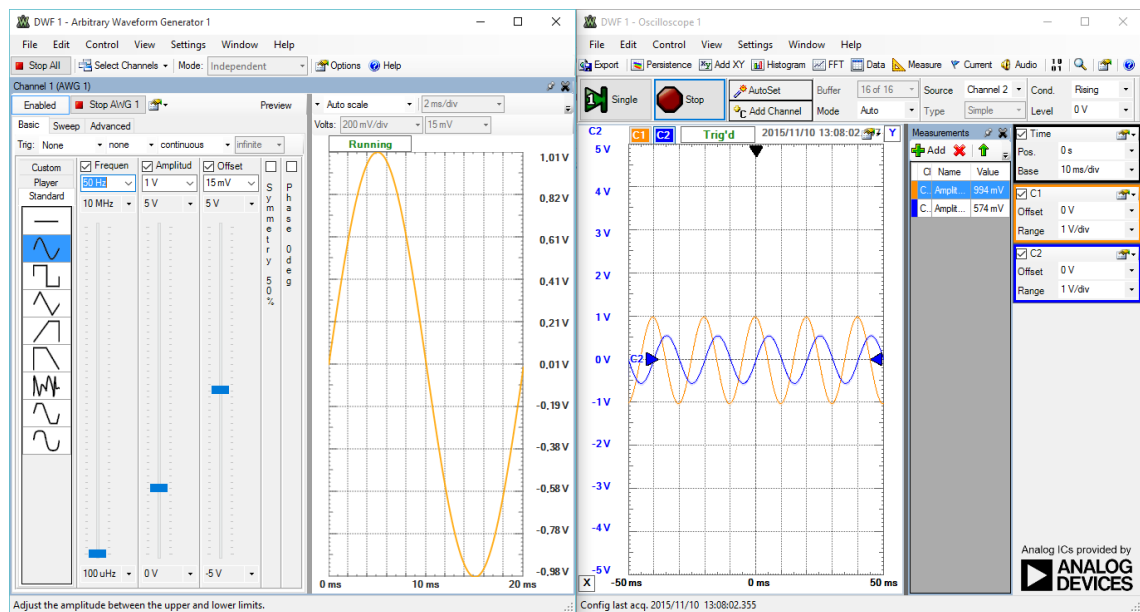 DWF 1 - Arbitrary Waveform Generator 1
File Edit Control View Settings Window Help
Stop All Select Channels Mode: Independent Options Help
Channel 1 (AWG 1)
Enabled Stop AWG 1 Preview
Basic Sweep Advanced
Trig: None none continuous infinite
Custom
Player
Standard
Frequen Amplitud Offset
50 Hz 1 V 15 mV
10 MHz 5 V 5 V
Symmetry 50%
Phase 0 deg
100 uHz 0 V -5 V
Auto scale 2 ms/div
Volts: 200 mV/div 15 mV
Running
1,01 V
0,82 V
0,61 V
0,41 V
0,21 V
0,01 V
-0,19 V
-0,38 V
-0,58 V
-0,78 V
-0,98 V
0 ms 10 ms 20 ms
Adjust the amplitude between the upper and lower limits.
DWF 1 - Oscilloscope 1
File Edit Control View Settings Window Help
Export Persistence Add XY Histogram FFT Data Measure Current Audio
Single Stop AutoSet Buffer 16 of 16 Source Channel 2 Cond. Rising
Add Channel Mode Auto Type Simple Level 0 V
C2 C1 C2 Trig'd 2015/11/10 13:08:02 Y
5 V
4 V
3 V
2 V
1 V
0 V C2
-1 V
-2 V
-3 V
-4 V
-5 V
X -50 ms 0 ms 50 ms
Measurements
Add
Cl Name Value
C.. Amplit... 994 mV
C.. Amplit... 574 mV
Time
Pos. 0 s
Base 10 ms/div
C1
Offset 0 V
Range 1 V/div
C2
Offset 0 V
Range 1 V/div
Analog ICs provided by
ANALOG
DEVICES
Config last acq. 2015/11/10 13:08:02.355